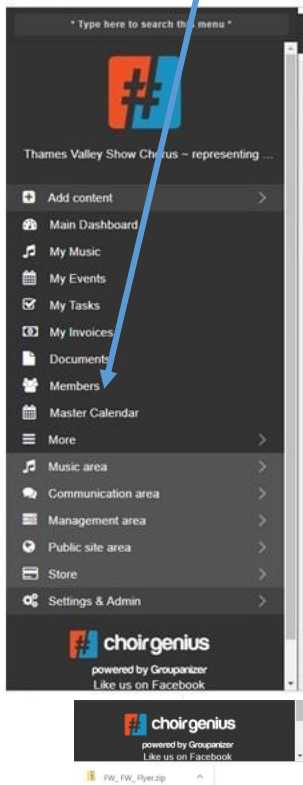 * Type here to search this menu *
#
Thames Valley Show Chorus ~ representing ...
Add content
Main Dashboard
My Music
My Events
My Tasks
My Invoices
Documents
Members
Master Calendar
More
Music area
Communication area
Management area
Public site area
Store
Settings & Admin
# choirgenius
powered by Groupanizer
Like us on Facebook
# choirgenius
powered by Groupanizer
Like us on Facebook
FW_ FW_ Flyer.zip